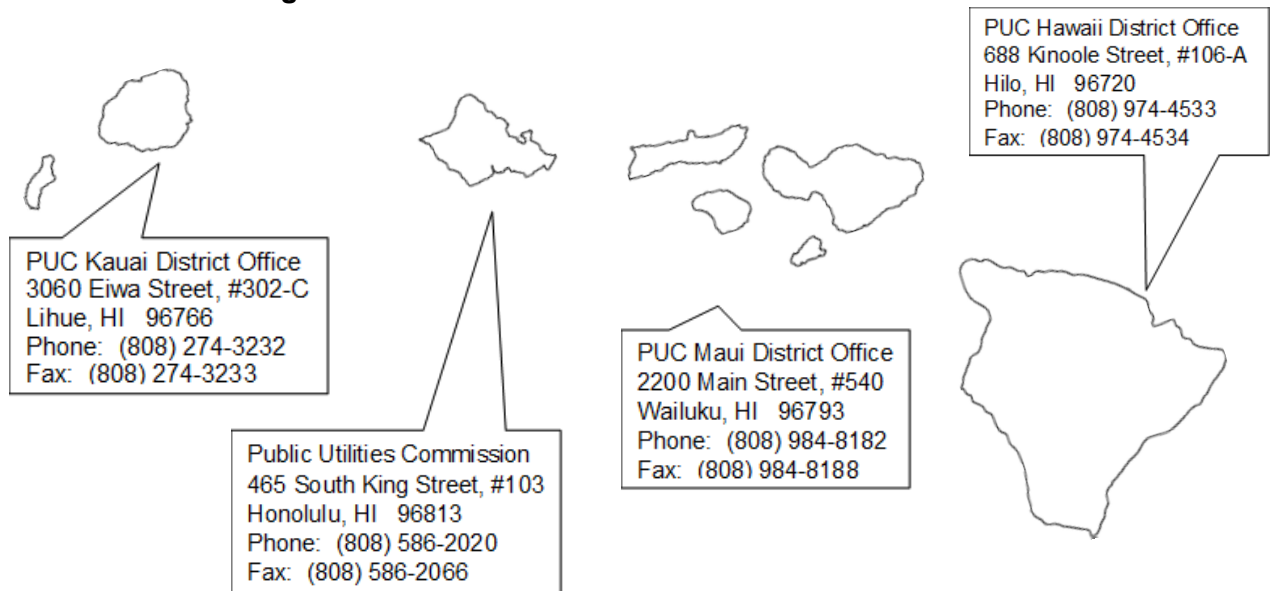 g
PUC Hawaii District Office
688 Kinoole Street, #106-A
Hilo, HI 96720
Phone: (808) 974-4533
Fax: (808) 974-4534
PUC Kauai District Office
3060 Eiwa Street, #302-C
Lihue, HI 96766
Phone: (808) 274-3232
Fax: (808) 274-3233
PUC Maui District Office
2200 Main Street, #540
Wailuku, HI 96793
Phone: (808) 984-8182
Fax: (808) 984-8188
Public Utilities Commission
465 South King Street, #103
Honolulu, HI 96813
Phone: (808) 586-2020
Fax: (808) 586-2066